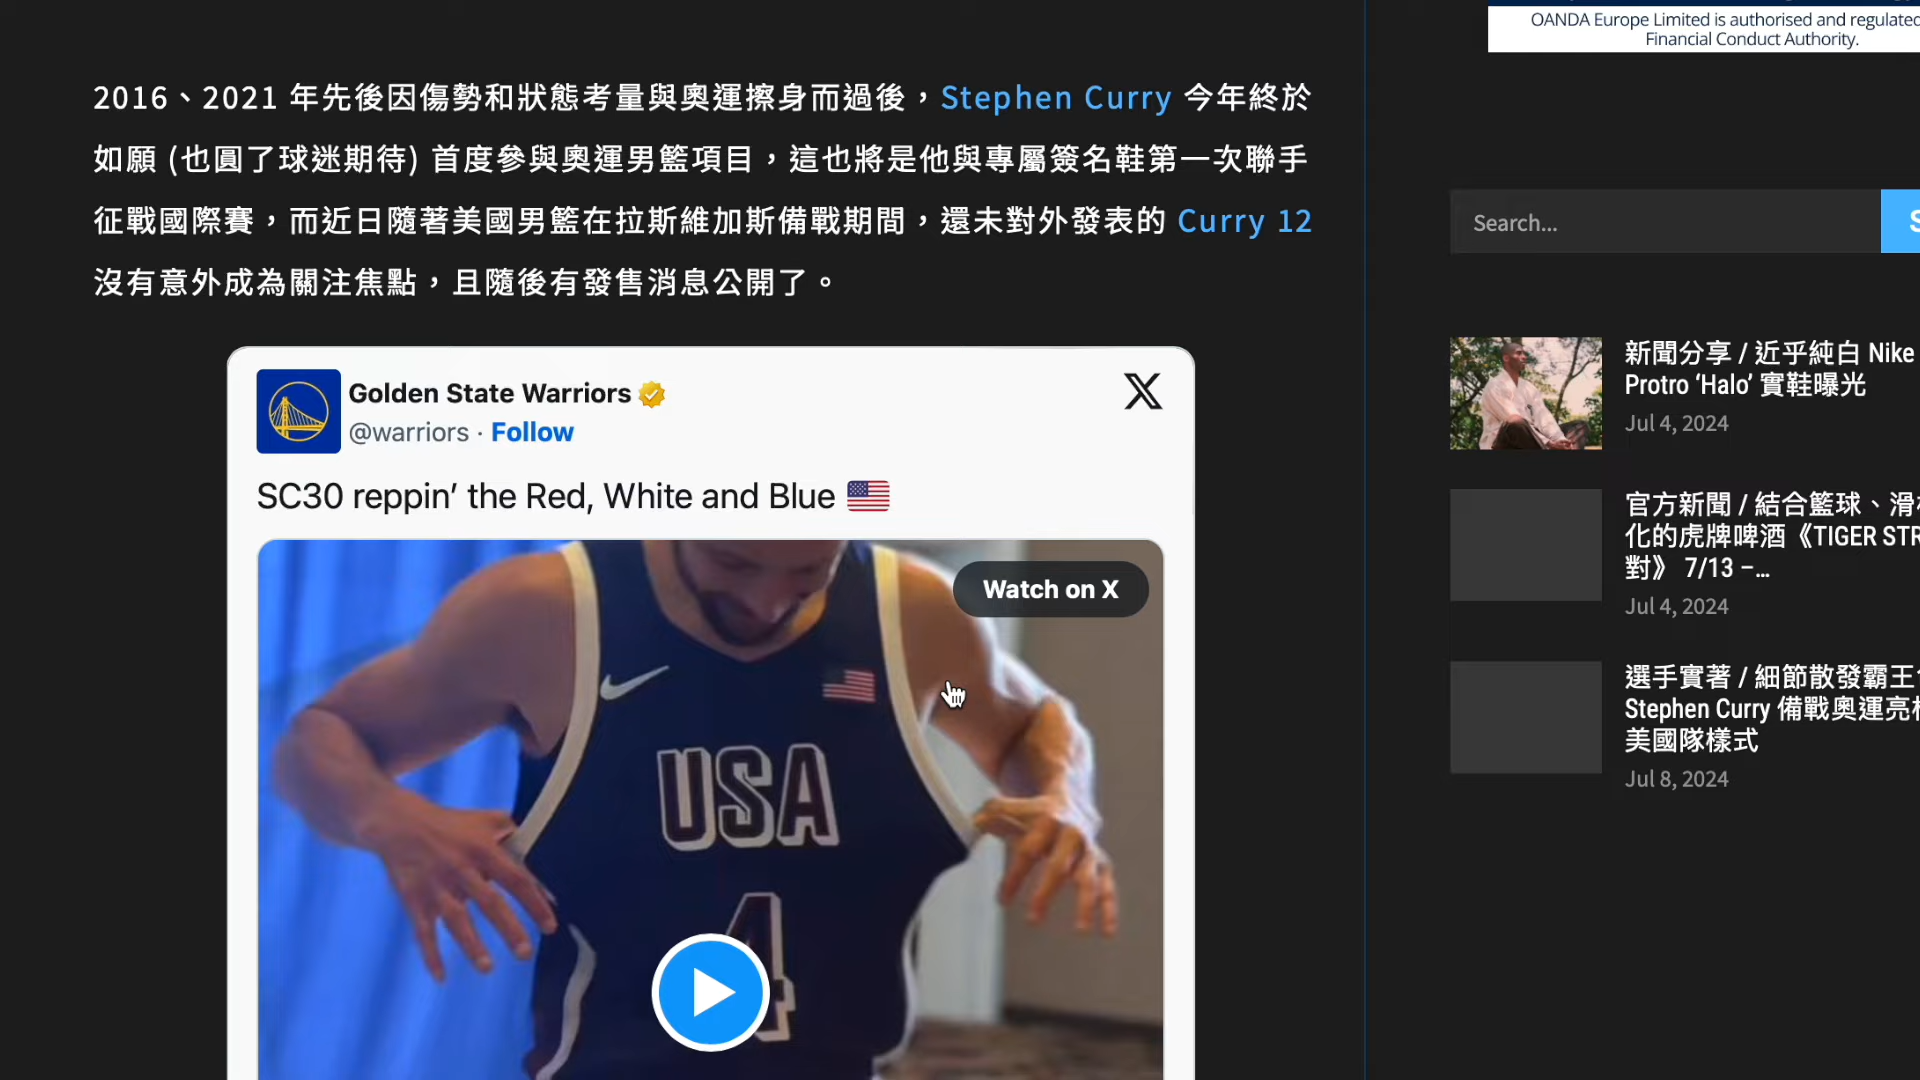 OANDA Europe Limited is authorised and regulated
Financial Conduct Authority.
2016、2021 年先後因傷勢和狀態考量與奧運擦身而過後，Stephen Curry 今年終於
如願 (也圓了球迷期待) 首度參與奧運男籃項目，這也將是他與專屬簽名鞋第一次聯手
征戰國際賽，而近日隨著美國男籃在拉斯維加斯備戰期間，還未對外發表的 Curry 12
沒有意外成為關注焦點，且隨後有發售消息公開了。
Golden State Warriors
@warriors · Follow
SC30 reppin’ the Red, White and Blue
Watch on X
USA
4
Search...
S
新聞分享 / 近乎純白 Nike
Protro ‘Halo’ 實鞋曝光
Jul 4, 2024
官方新聞 / 結合籃球、滑
化的虎牌啤酒《TIGER STR
對》 7/13 –...
Jul 4, 2024
選手實著 / 細節散發霸王
Stephen Curry 備戰奧運亮
美國隊樣式
Jul 8, 2024